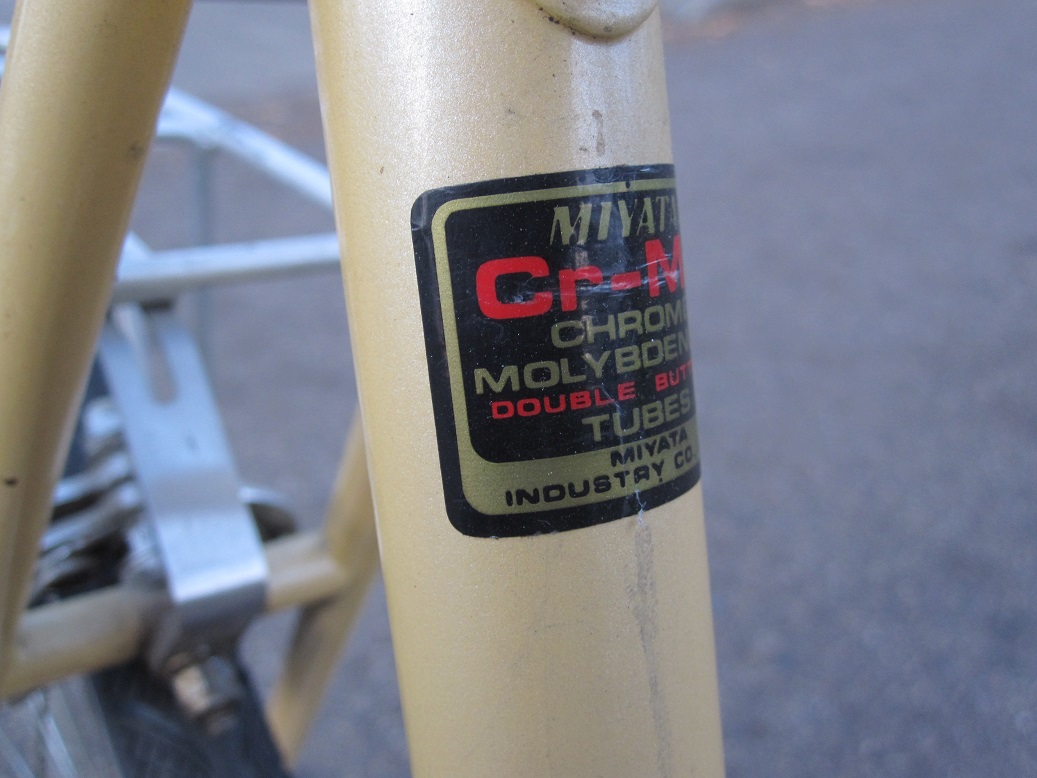 MIYATA
Cr-M
CHROM
MOLYBDEN
DOUBLE BUTT
TUBES
MIYATA
INDUSTRY CO.